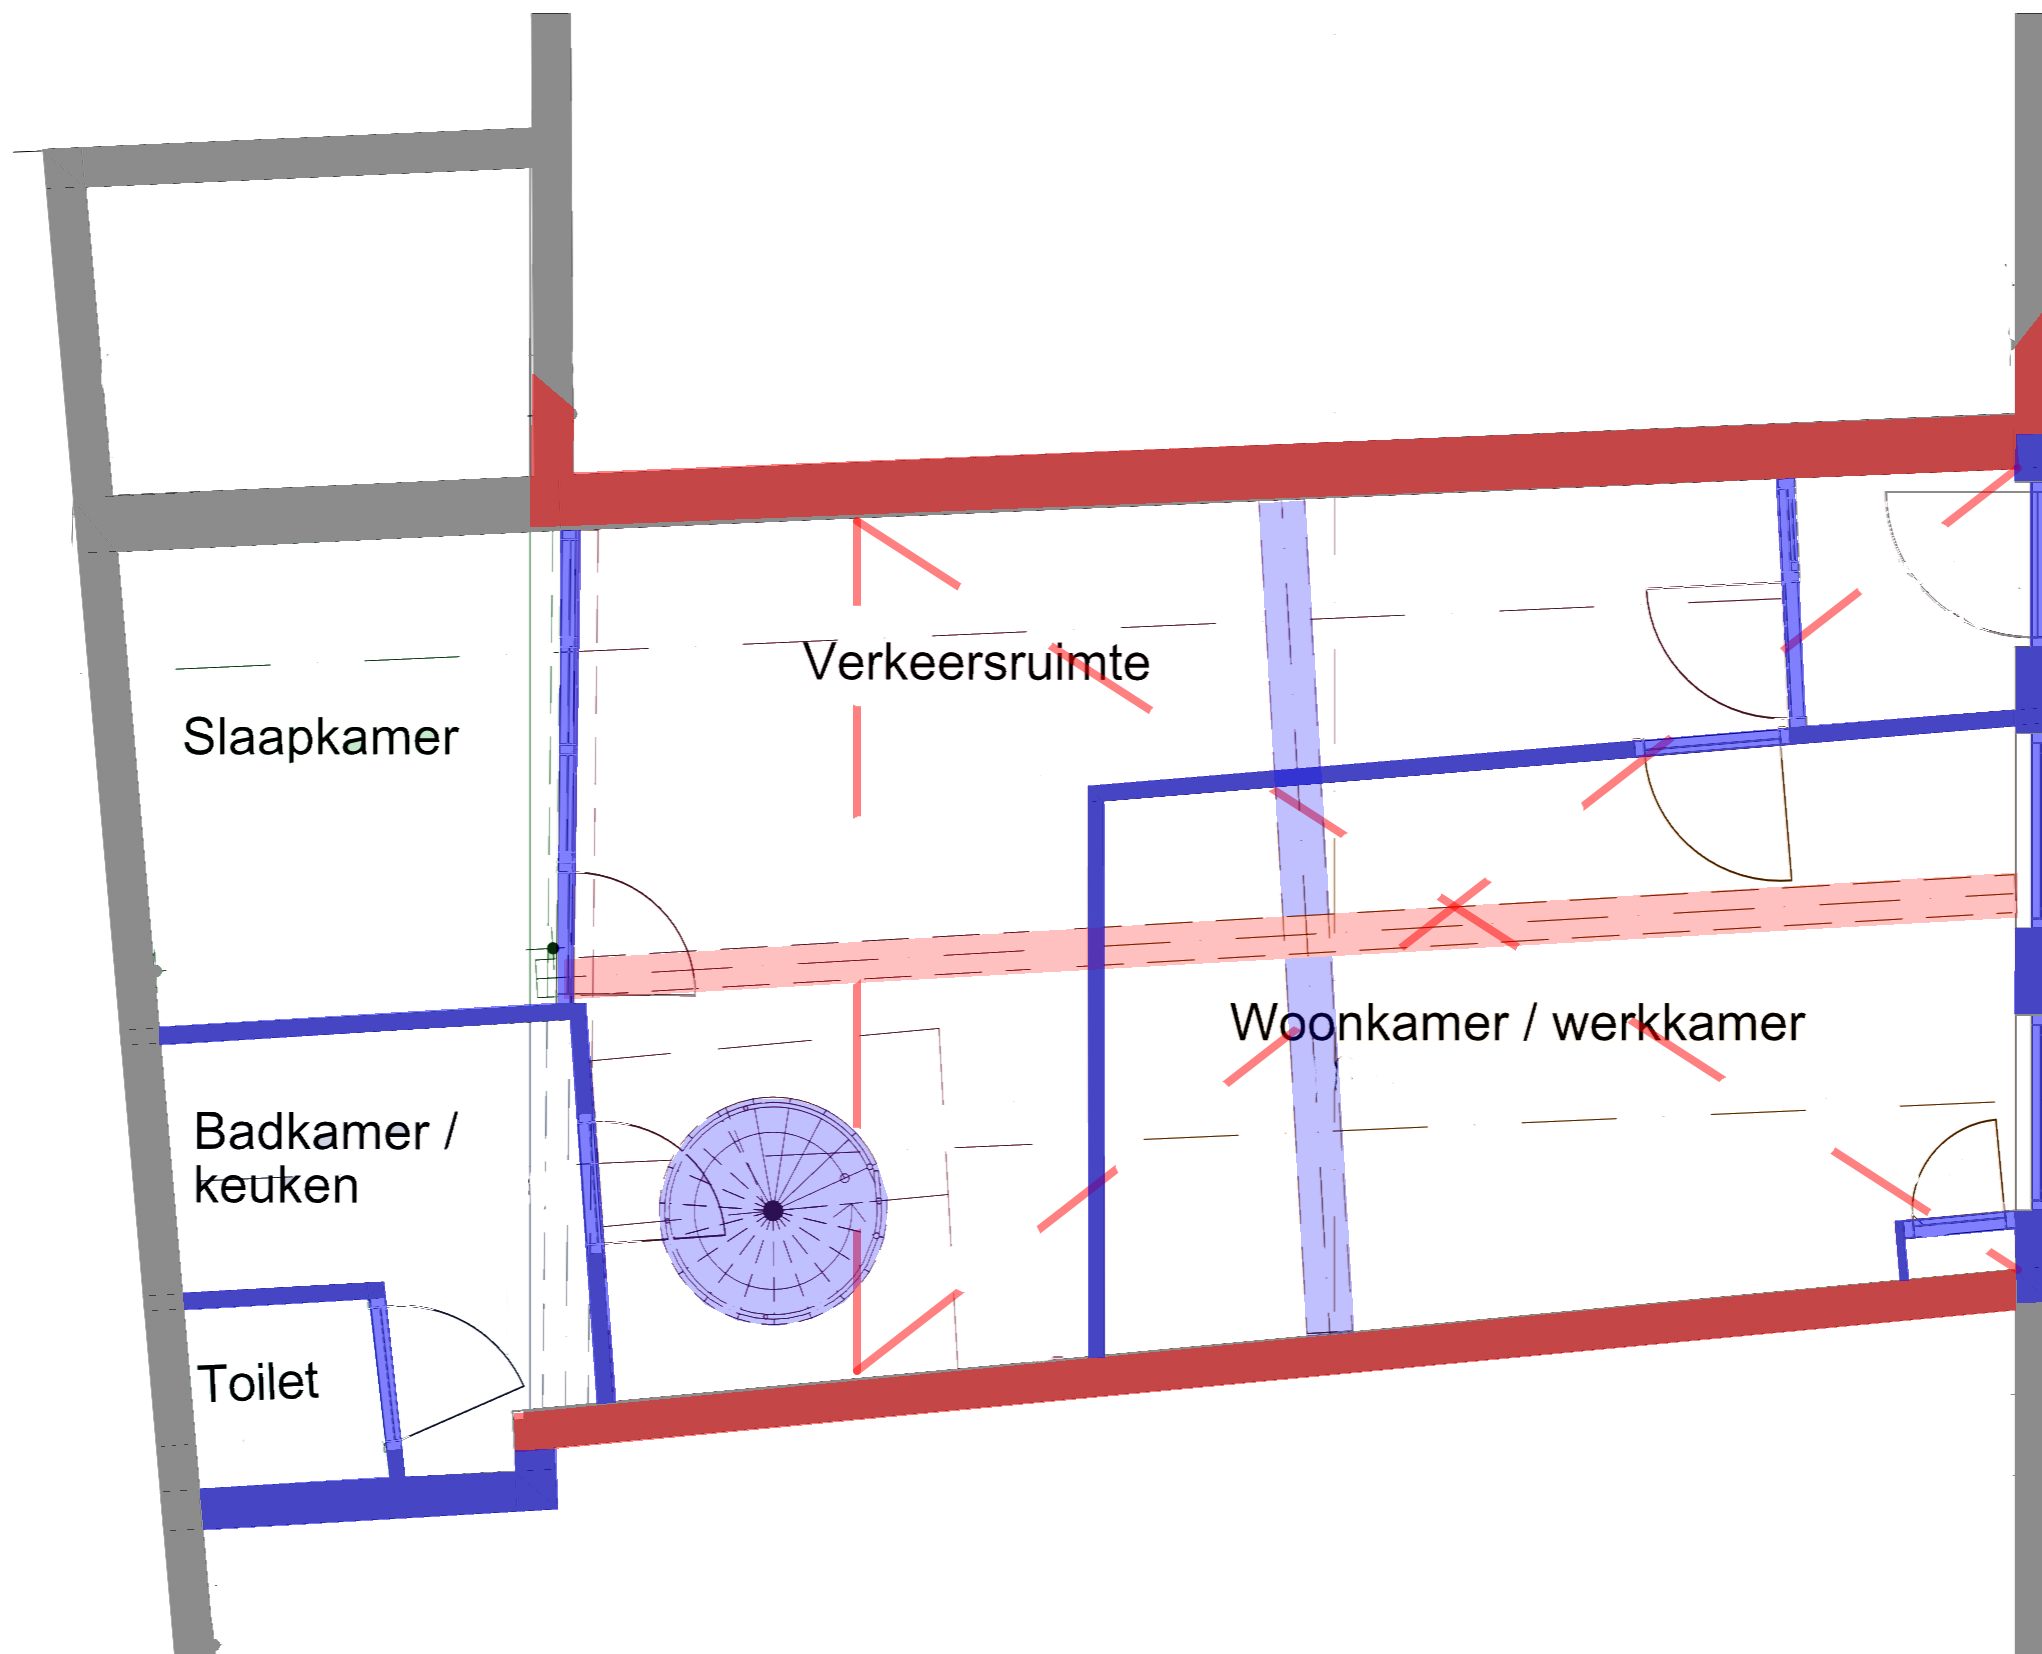 Verkeersruimte
Slaapkamer
Woonkamer / werkkamer
Badkamer /
keuken
Toilet